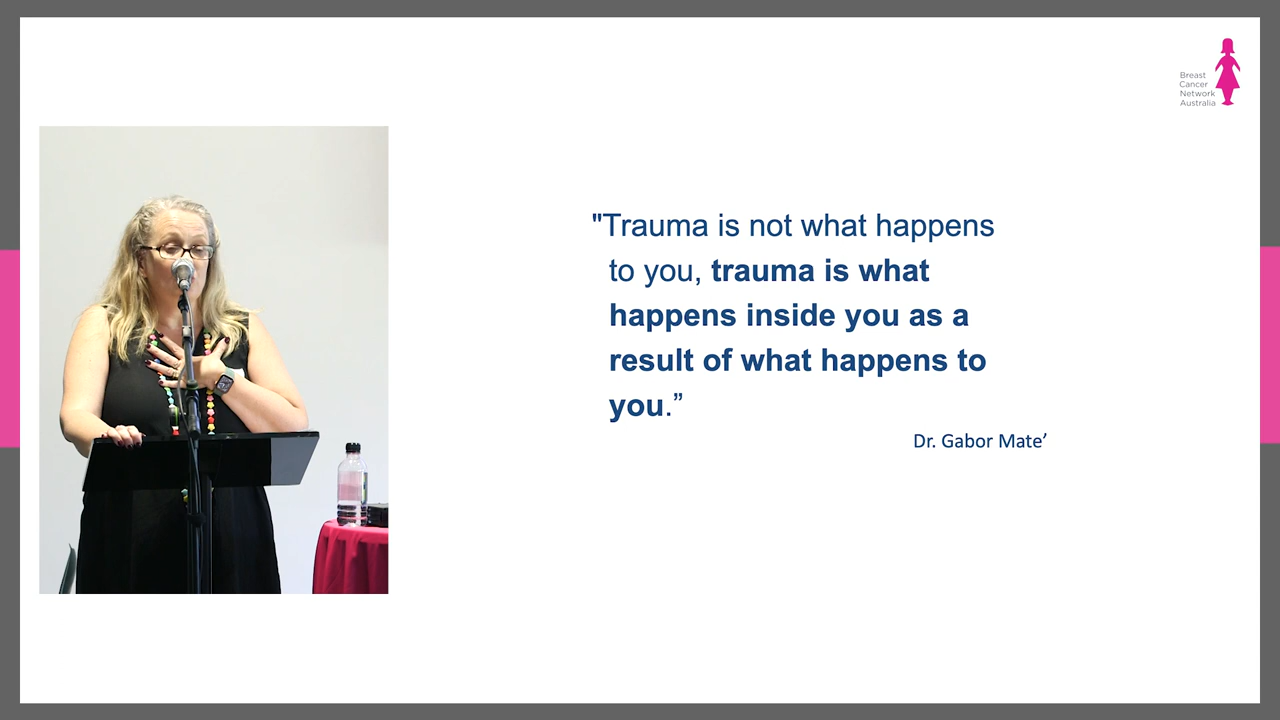 Breast
Cancer
Network
Australia
"Trauma is not what happens
to you, trauma is what
happens inside you as a
result of what happens to
you.”
Dr. Gabor Mate’